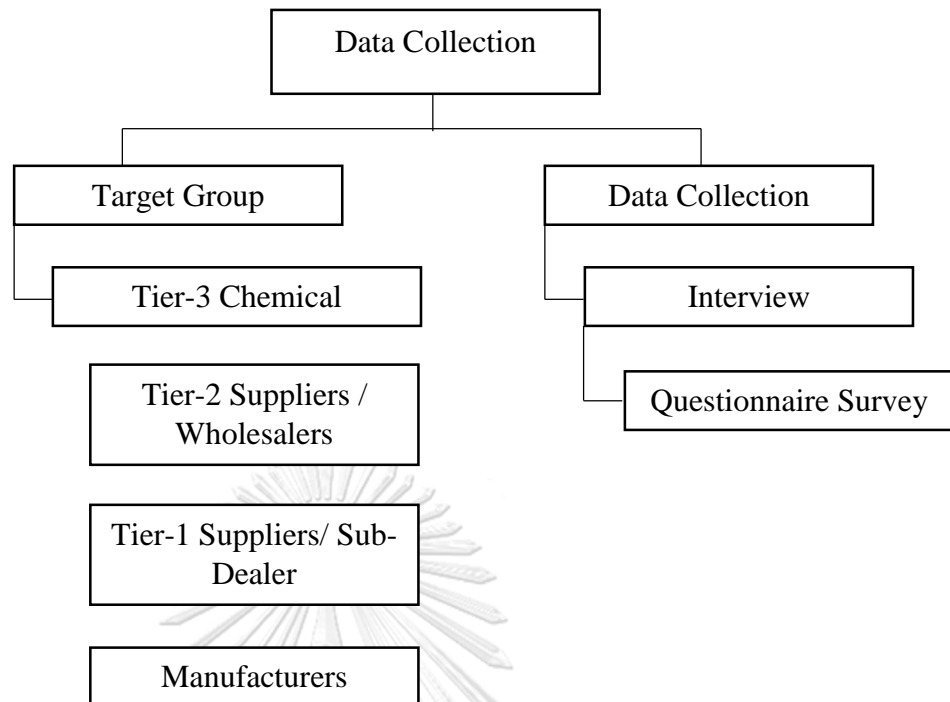 Data Collection
Target Group
Data Collection
Tier-3 Chemical
Interview
Tier-2 Suppliers /
Wholesalers
Questionnaire Survey
Tier-1 Suppliers/ Sub-
Dealer
Manufacturers